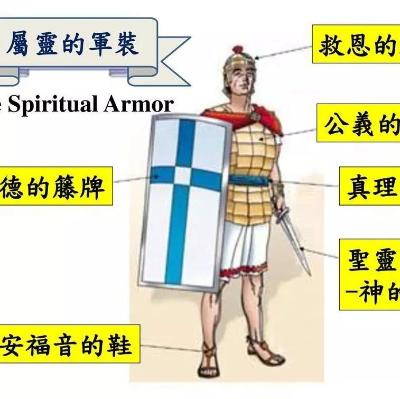 屬靈的軍裝
Spiritual Armor
救恩的
公義的
德的籐牌
真理
聖靈
-神的
安福音的鞋